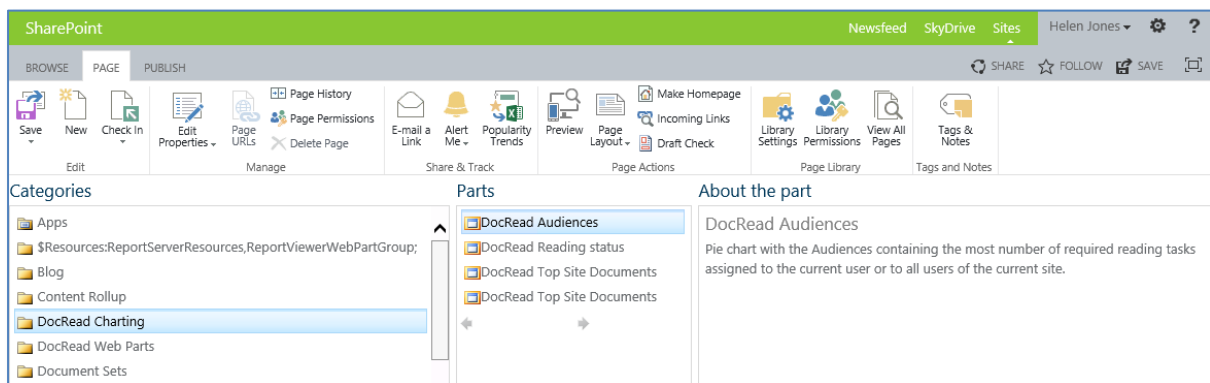 SharePoint
Newsfeed SkyDrive Sites Helen Jones ?
BROWSE PAGE PUBLISH
SHARE FOLLOW SAVE
Save
New
Check In
Edit
Edit
Properties
Page
URLs
Page History
Page Permissions
Delete Page
Manage
E-mail a
Link
Alert
Me
Popularity
Trends
Share & Track
Preview
Page
Layout
Make Homepage
Incoming Links
Draft Check
Page Actions
Library
Settings
Library
Permissions
View All
Pages
Page Library
Tags &
Notes
Tags and Notes
Categories
Apps
$Resources:ReportServerResources,ReportViewerWebPartGroup;
Blog
Content Rollup
DocRead Charting
DocRead Web Parts
Document Sets
Parts
DocRead Audiences
DocRead Reading status
DocRead Top Site Documents
DocRead Top Site Documents
About the part
DocRead Audiences
Pie chart with the Audiences containing the most number of required reading tasks
assigned to the current user or to all users of the current site.